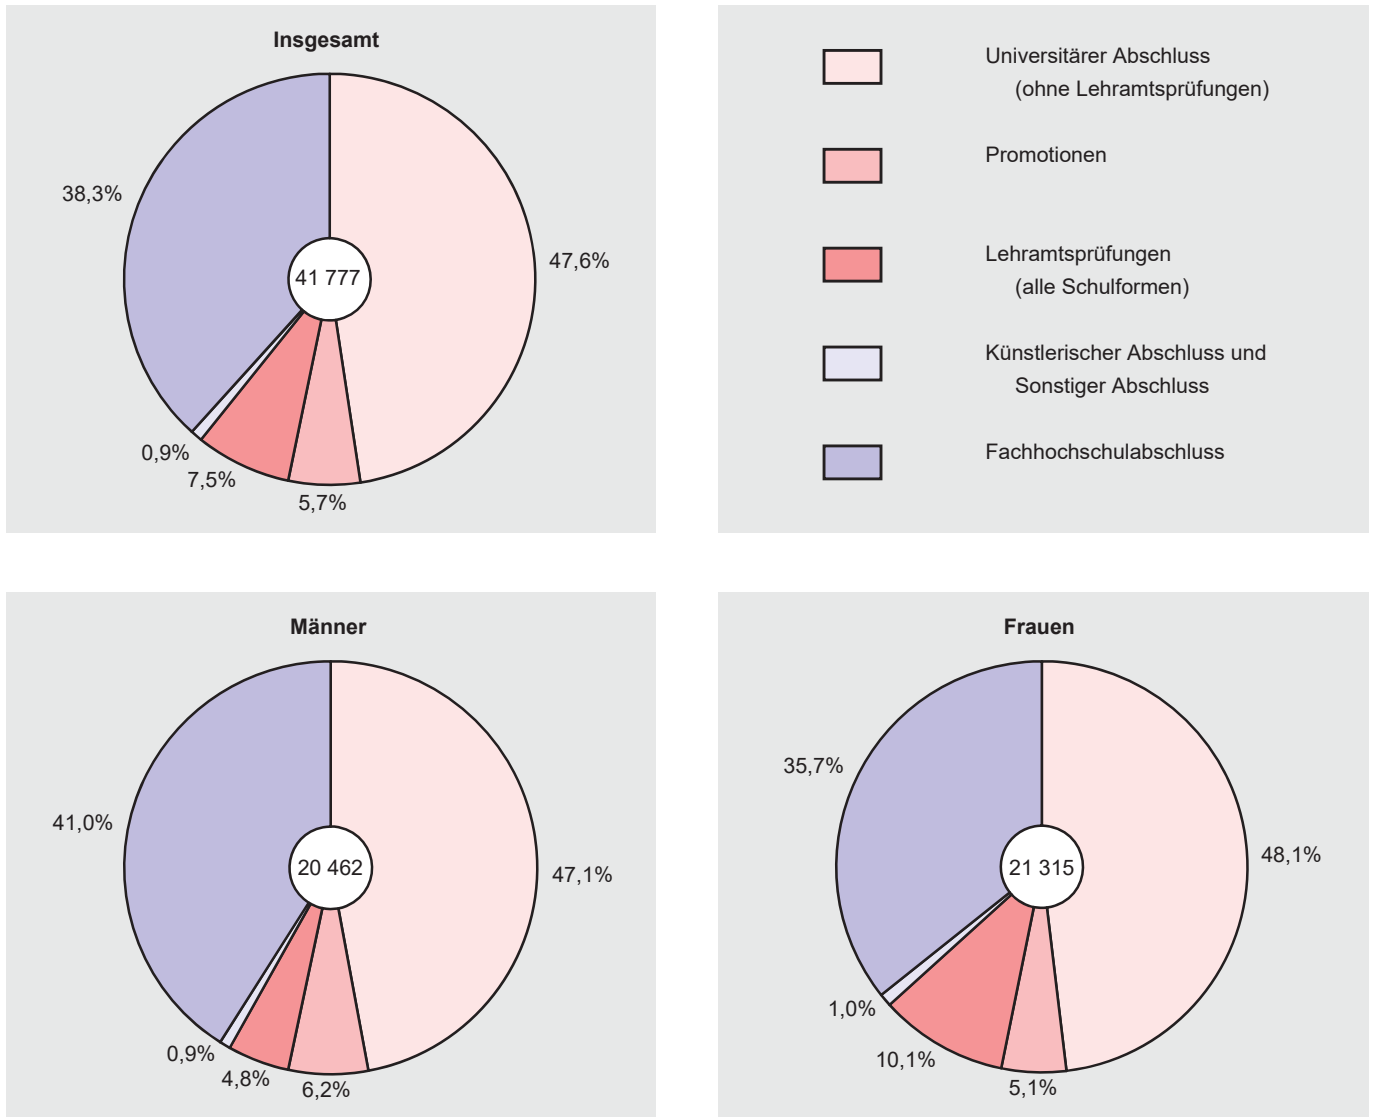 Insgesamt
38,3%
47,6%
41 777
0,9%
7,5%
5,7%
Universitärer Abschluss
(ohne Lehramtsprüfungen)
Promotionen
Lehramtsprüfungen
(alle Schulformen)
Künstlerischer Abschluss und
Sonstiger Abschluss
Fachhochschulabschluss
Männer
41,0%
20 462
47,1%
0,9%
4,8%
6,2%
Frauen
35,7%
48,1%
21 315
1,0%
10,1%
5,1%